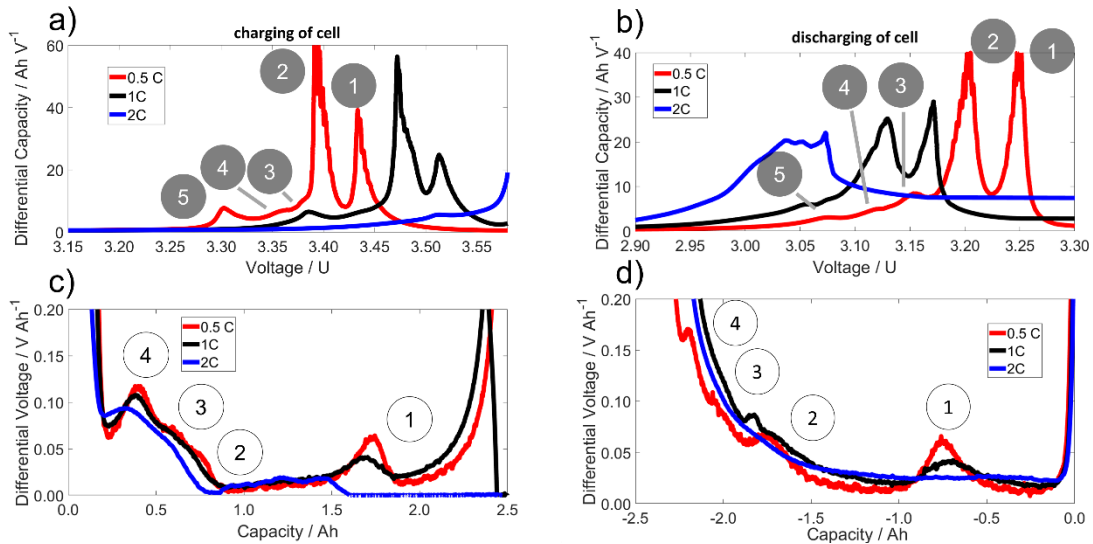 a)
charging of cell
60
40
20
0
Differential Capacity / Ah V⁻¹
0.5 C
1C
2C
5
4
3
2
1
3.15 3.20 3.25 3.30 3.35 3.40 3.45 3.50 3.55
Voltage / U
b)
discharging of cell
40
30
20
10
0
Differential Capacity / Ah V⁻¹
0.5 C
1C
2C
5
4
3
2
1
2.90 2.95 3.00 3.05 3.10 3.15 3.20 3.25 3.30
Voltage / U
c)
0.20
0.15
0.10
0.05
0.00
Differential Voltage / V Ah⁻¹
0.5 C
1C
2C
4
3
2
1
0.0 0.5 1.0 1.5 2.0 2.5
Capacity / Ah
d)
0.20
0.15
0.10
0.05
0.00
Differential Voltage / V Ah⁻¹
0.5 C
1C
2C
4
3
2
1
-2.5 -2.0 -1.5 -1.0 -0.5 0.0
Capacity / Ah